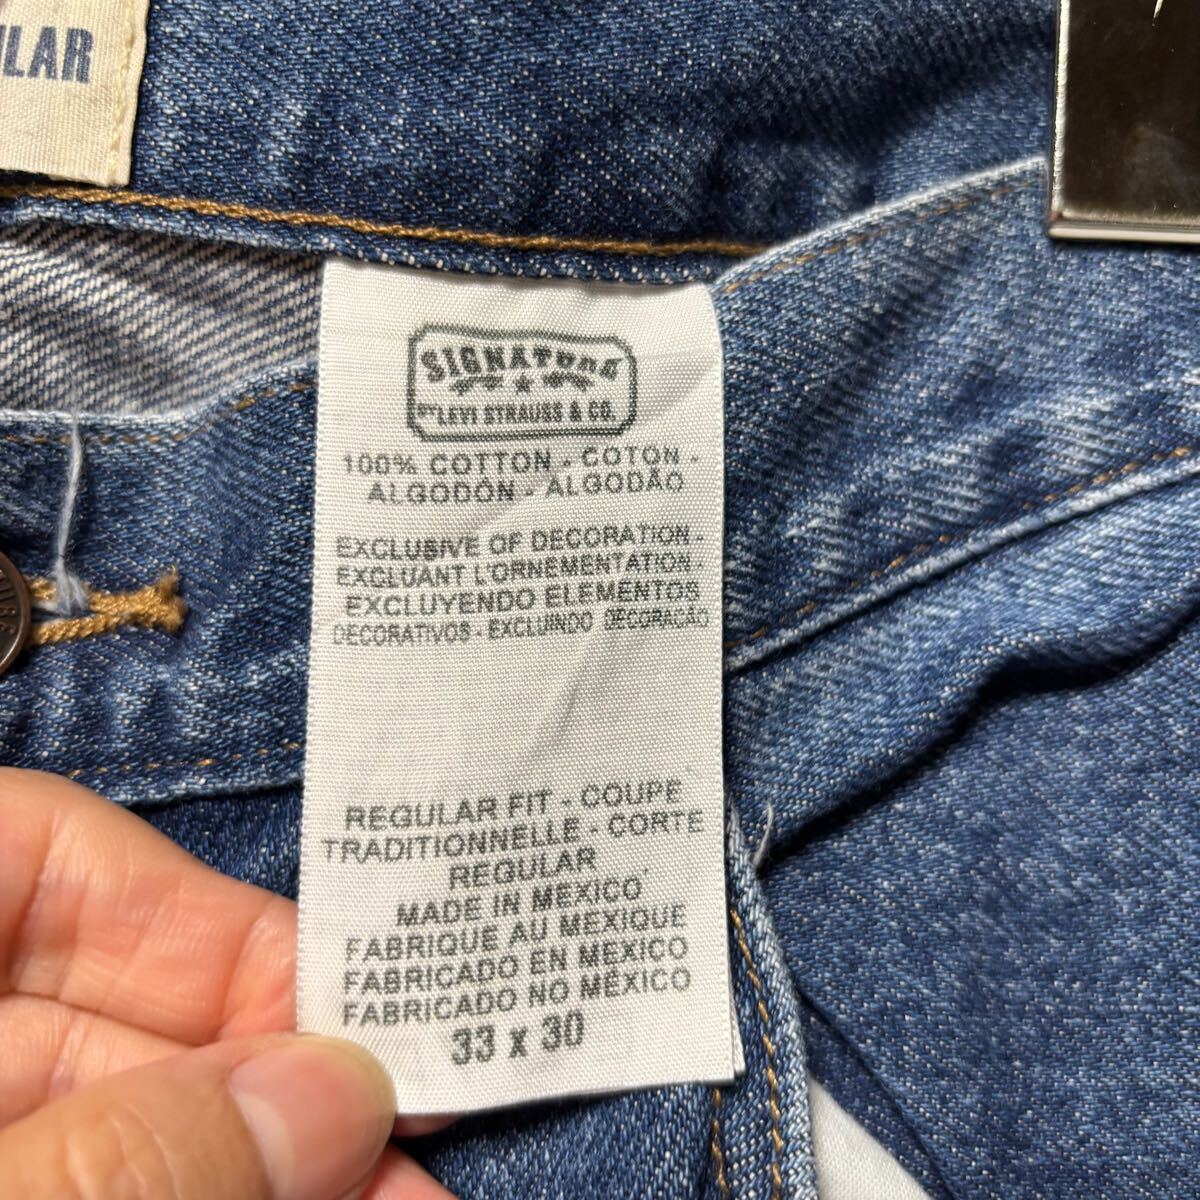 ULAR
SIGNATURE
BY LEVI STRAUSS & CO.
100% COTTON - COTON -
ALGODÓN - ALGODÃO
EXCLUSIVE OF DECORATION -
EXCLUANT L'ORNEMENTATION
EXCLUYENDO ELEMENTOS
DECORATIVOS - EXCLUINDO DECORAÇÃO
REGULAR FIT - COUPE
TRADITIONNELLE - CORTE
REGULAR
MADE IN MEXICO
FABRIQUE AU MEXIQUE
FABRICADO EN MEXICO
FABRICADO NO MÉXICO
33 x 30